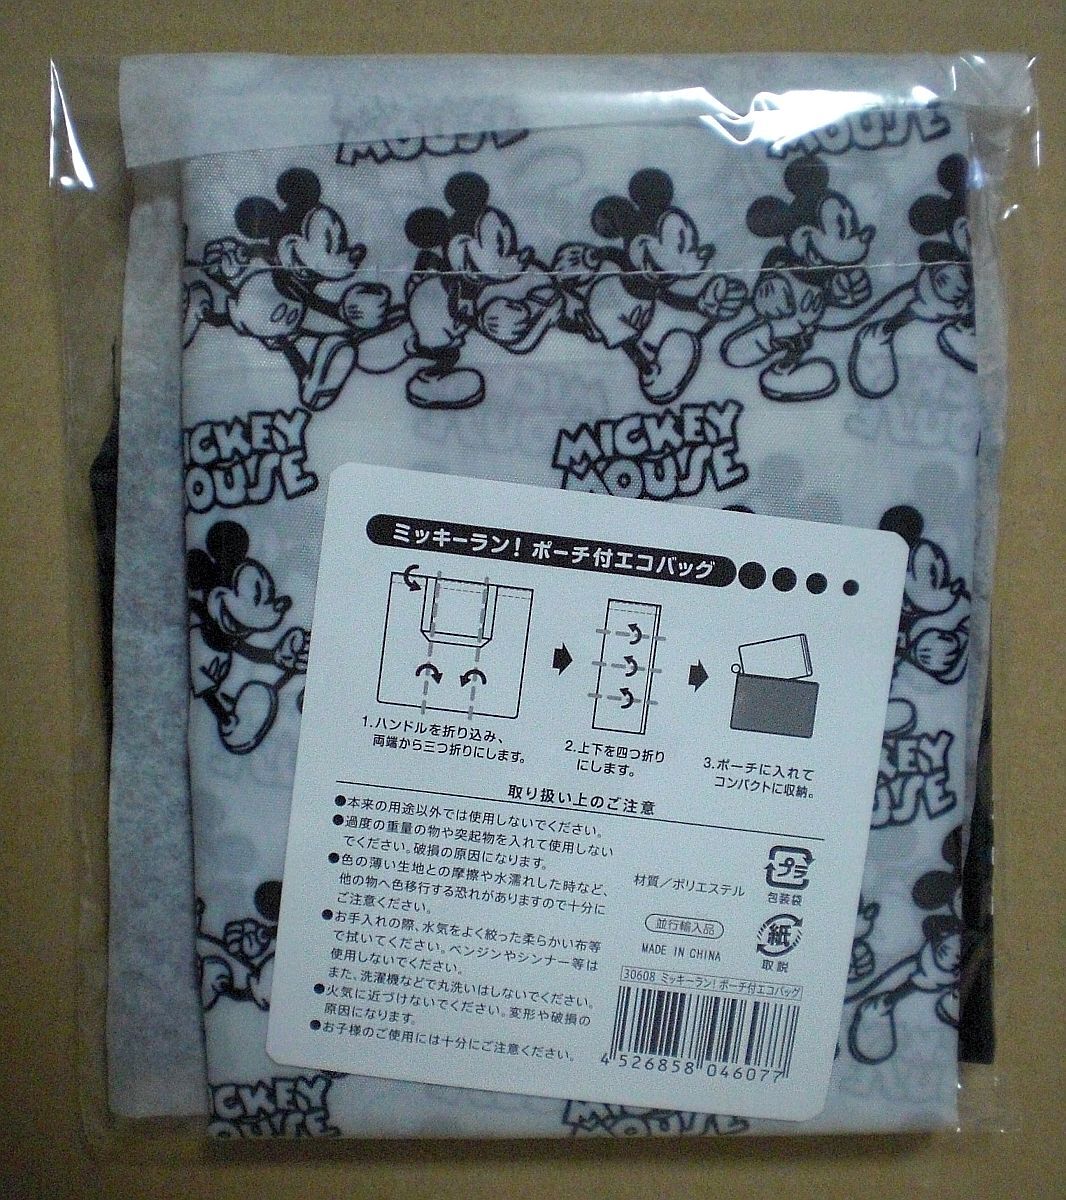 MOUSE
MOUSE
MICKEY
MOUSE
MICKEY
MOUSE
ミッキーラン! ポーチ付エコバッグ
1.ハンドルを折り込み、
両端から三つ折りにします。
2.上下を四つ折り
にします。
3.ポーチに入れて
コンパクトに収納。
取り扱い上のご注意
●本来の用途以外では使用しないでください。
●過度の重量の物や突起物を入れて使用しない
でください。破損の原因になります。
●色の薄い生地との摩擦や水濡れした時など、
他の物へ色移行する恐れがありますので十分に
ご注意ください。
●お手入れの際、水気をよく絞った柔らかい布等
で拭いてください。ベンジンやシンナー等は
使用しないでください。
また、洗濯機などで丸洗いはしないでください。
●火気に近づけないでください。変形や破損の
原因になります。
●お子様のご使用には十分にご注意ください。
材質/ポリエステル
プラ
包装袋
並行輸入品
MADE IN CHINA
紙
取説
30608 ミッキーラン! ポーチ付エコバッグ
4 526858 046077
CKEY
OUSE